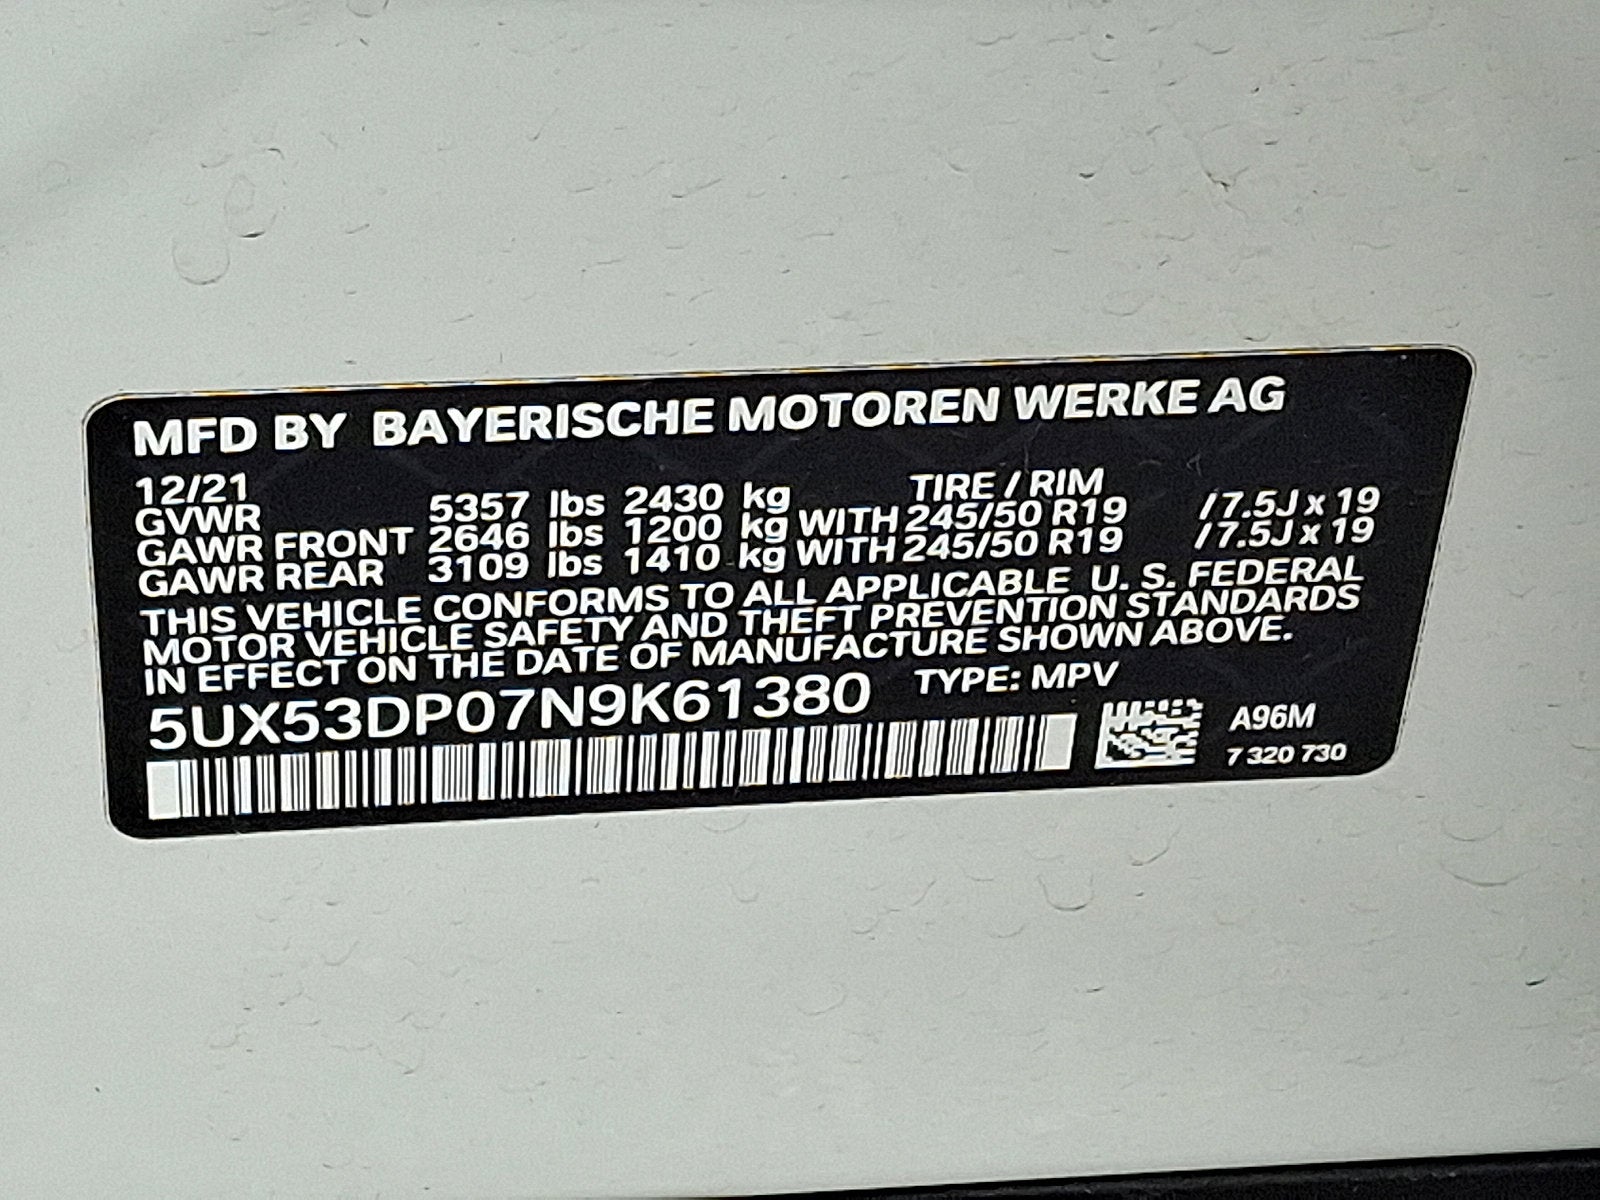 MFD BY BAYERISCHE MOTOREN WERKE AG
12/21 TIRE / RIM
GVWR 5357 lbs 2430 kg
GAWR FRONT 2646 lbs 1200 kg WITH 245/50 R19 / 7.5J x 19
GAWR REAR 3109 lbs 1410 kg WITH 245/50 R19 / 7.5J x 19
THIS VEHICLE CONFORMS TO ALL APPLICABLE U. S. FEDERAL
MOTOR VEHICLE SAFETY AND THEFT PREVENTION STANDARDS
IN EFFECT ON THE DATE OF MANUFACTURE SHOWN ABOVE.
5UX53DP07N9K61380 TYPE: MPV
A96M
7 320 730